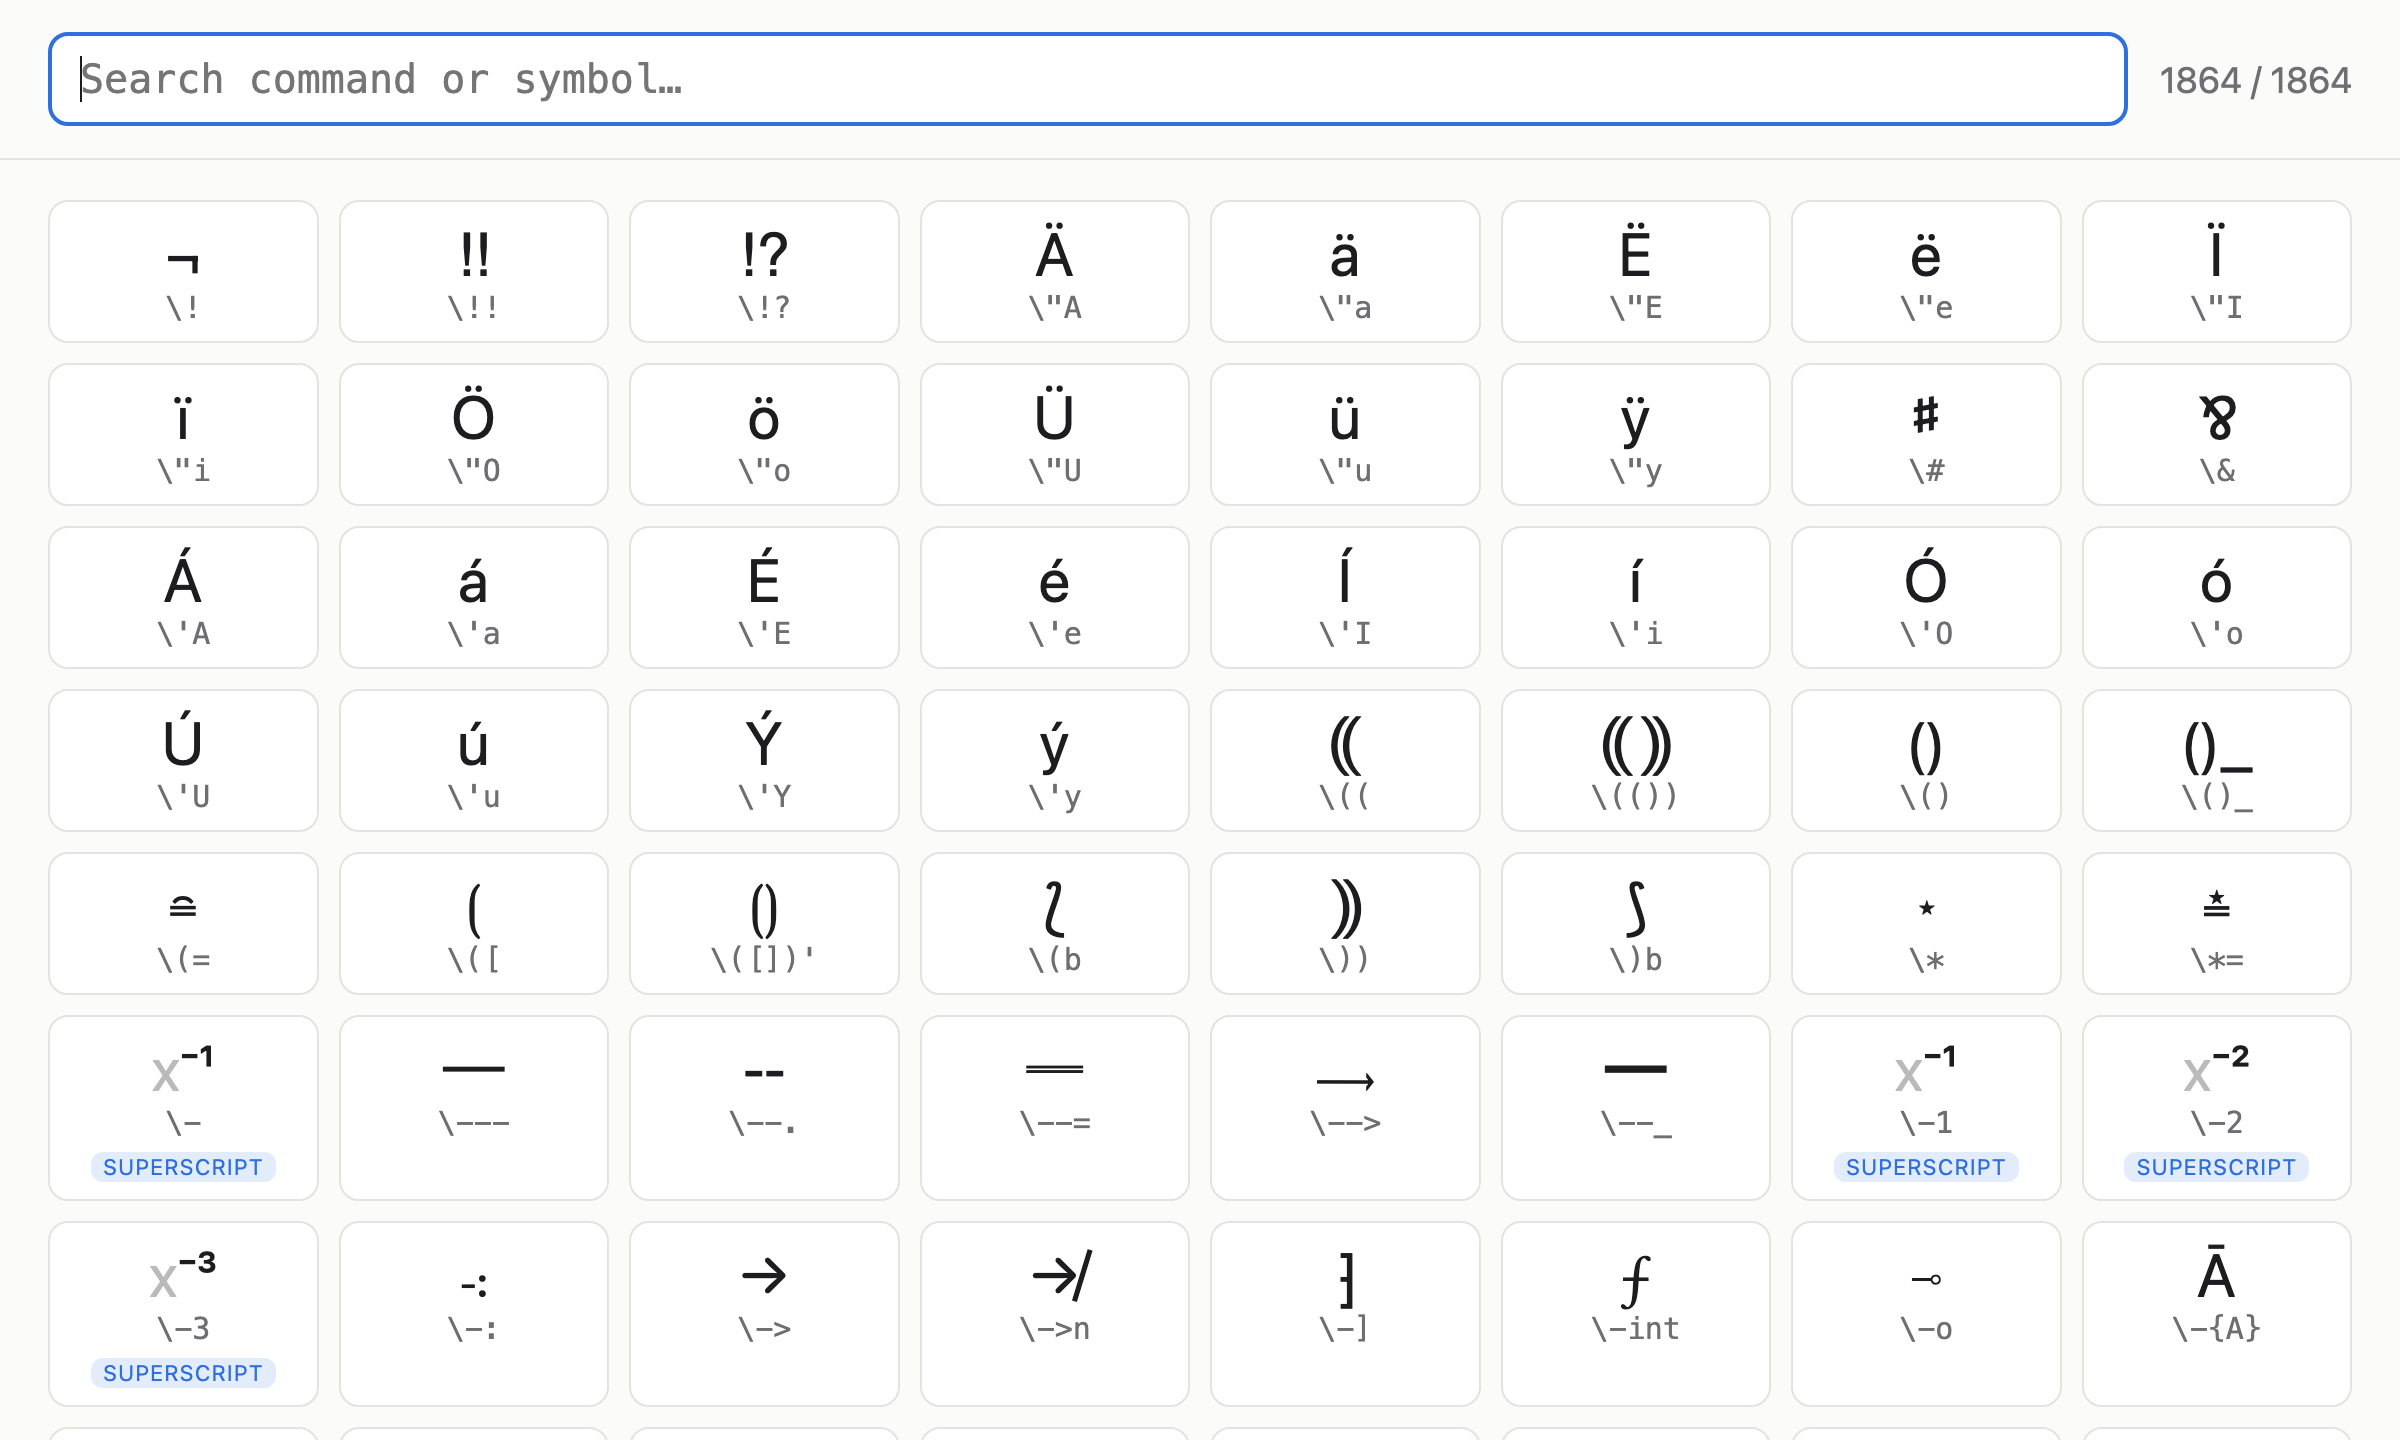 Search command or symbol… 1864 / 1864
¬ !! !? Ä ä Ë ë Ï
\! \!! \!? \"A \"a \"E \"e \"I
ï Ö ö Ü ü ÿ ♯ ⅋
\"i \"O \"o \"U \"u \"y \# \&
Á á É é Í í Ó ó
\'A \'a \'E \'e \'I \'i \'O \'o
Ú ú Ý ý ⸨ ⸨⸩ () ()_
\'U \'u \'Y \'y \(( \(()) \() \()_
≘ ⟮ ⟮⟯ ⟅ ⸩ ⟆ ⋆ ≛
\(= \([ \([])' \(b \)) \)b \* \*=
x⁻¹ — -- ═ ⟶ ━ x⁻¹ x⁻²
\- \--- \--. \--= \--> \--_ \-1 \-2
SUPERSCRIPT SUPERSCRIPT SUPERSCRIPT
x⁻³ -: → →/ ⁆ ⨍ ⊸ Ā
\-3 \-: \-> \->n \-] \-int \-o \-{A}
SUPERSCRIPT